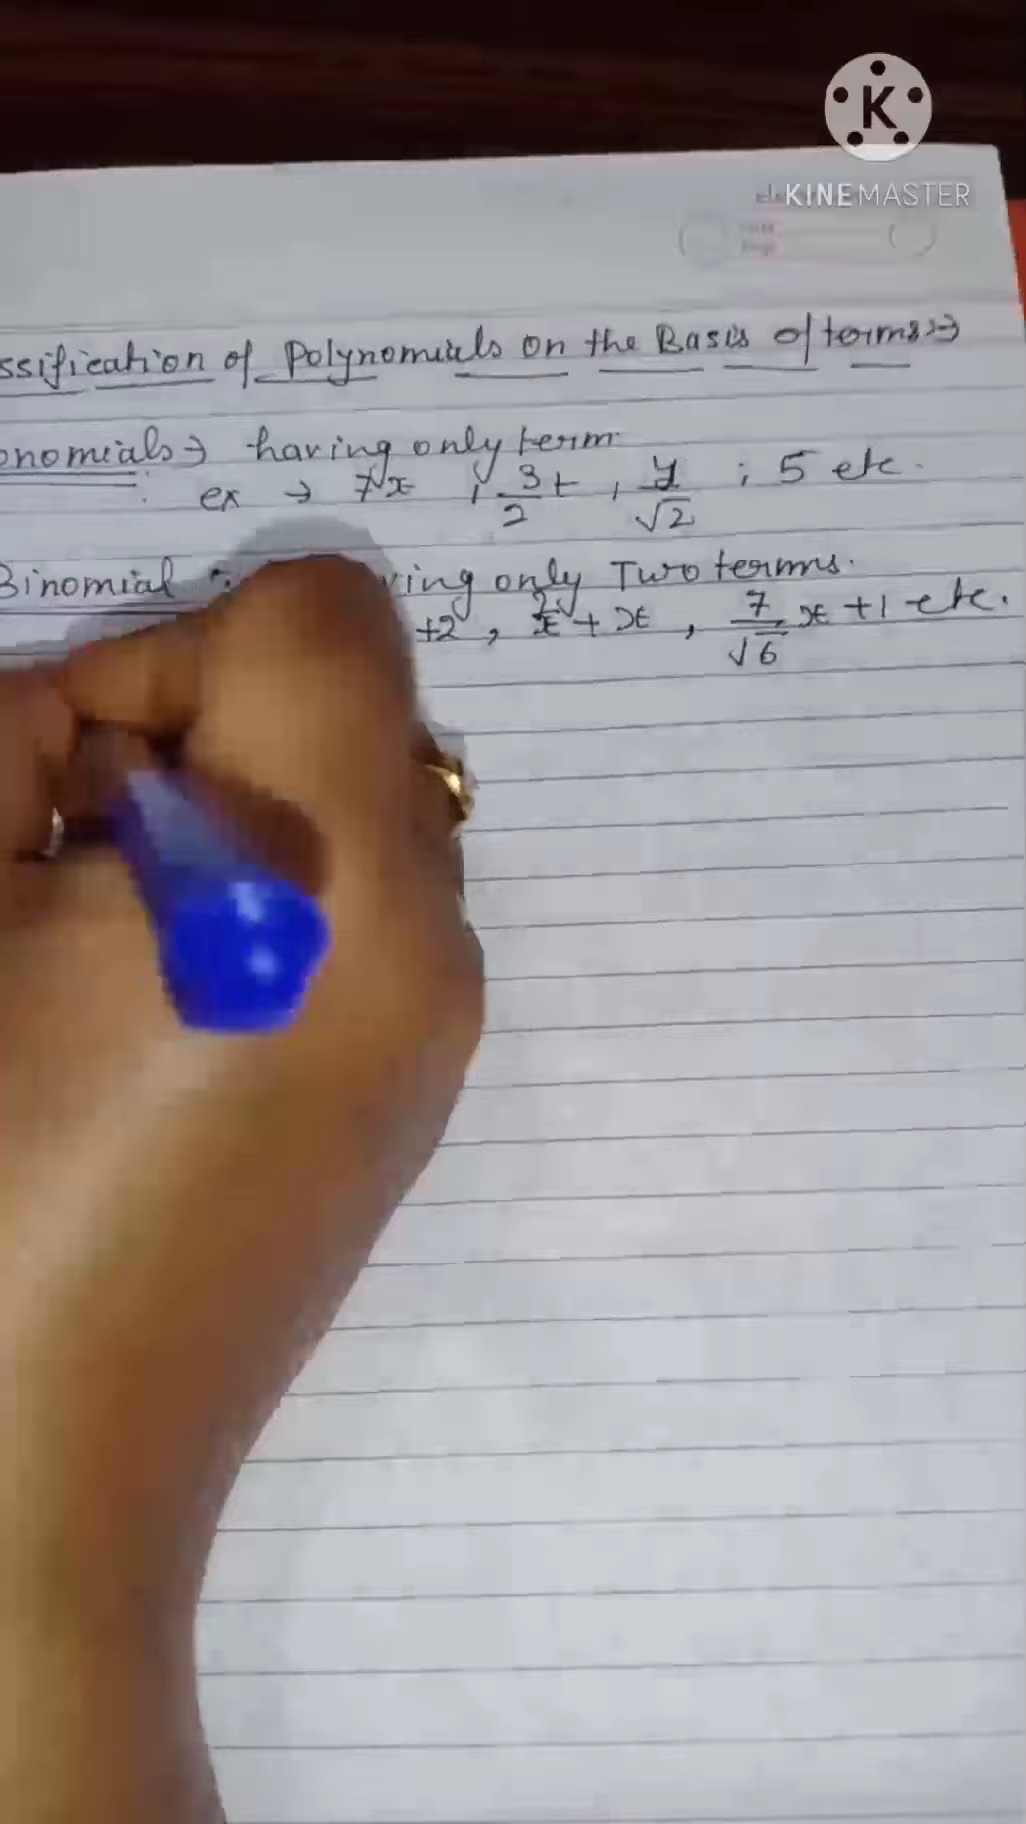 KINEMASTER
ssification of Polynomials on the Basis of terms :→
onomials → having only term
ex → 7x , 3/2 t , y/√2 ; 5 etc.
Binomial ving only Two terms.
+2 , + x , 7/√6 x + 1 etc.